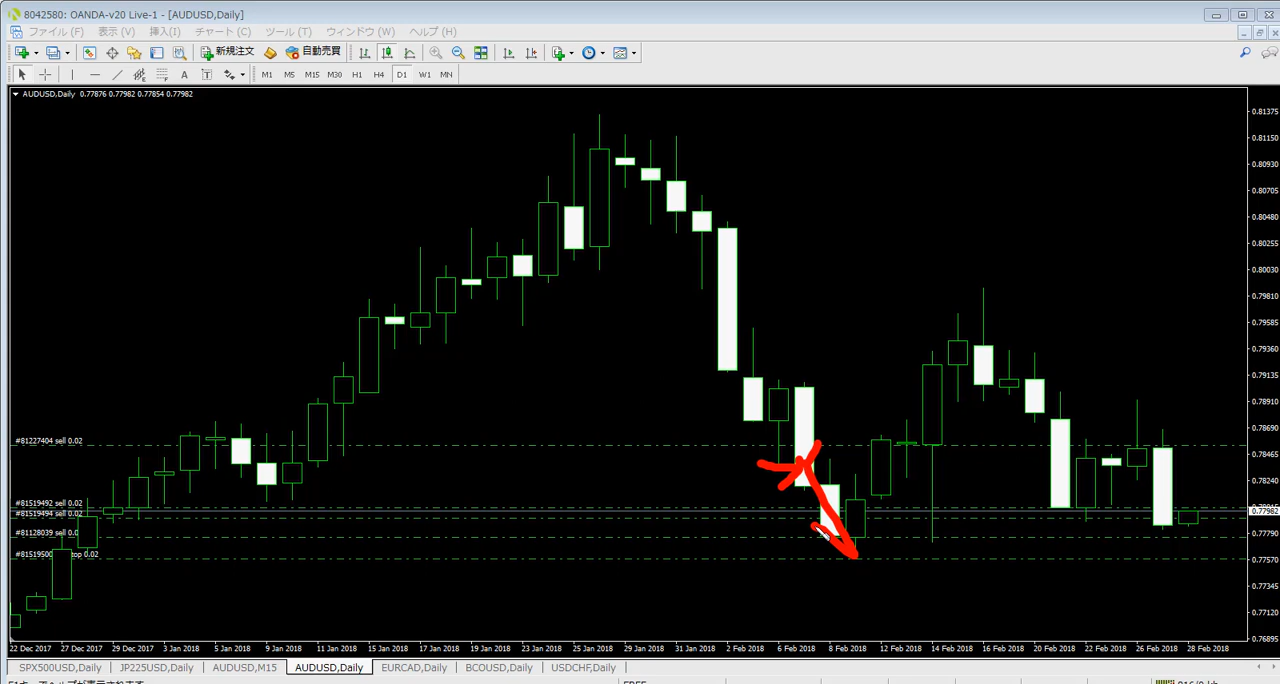 8042580: OANDA-v20 Live-1 - [AUDUSD,Daily]
ファイル (F) 表示 (V) 挿入(I) チャート (C) ツール (T) ウィンドウ (W) ヘルプ (H)
新規注文 自動売買
A T M1 M5 M15 M30 H1 H4 D1 W1 MN
AUDUSD,Daily 0.77876 0.77982 0.77854 0.77982
0.81375
0.81150
0.80930
0.80705
0.80480
0.80255
0.80030
0.79810
0.79585
0.79360
0.79135
0.78910
0.78690
#81227404 sell 0.02
0.78465
0.78240
#81519492 sell 0.02
0.77982
#81519494 sell 0.02
#81128039 sell 0.0
0.77790
#81519500 top 0.02
0.77570
0.77345
0.77120
0.76895
22 Dec 2017 27 Dec 2017 29 Dec 2017 3 Jan 2018 5 Jan 2018 9 Jan 2018 11 Jan 2018 15 Jan 2018 17 Jan 2018 19 Jan 2018 23 Jan 2018 25 Jan 2018 29 Jan 2018 31 Jan 2018 2 Feb 2018 6 Feb 2018 8 Feb 2018 12 Feb 2018 14 Feb 2018 16 Feb 2018 20 Feb 2018 22 Feb 2018 26 Feb 2018 28 Feb 2018
SPX500USD,Daily JP225USD,Daily AUDUSD,M15 AUDUSD,Daily EURCAD,Daily BCOUSD,Daily USDCHF,Daily